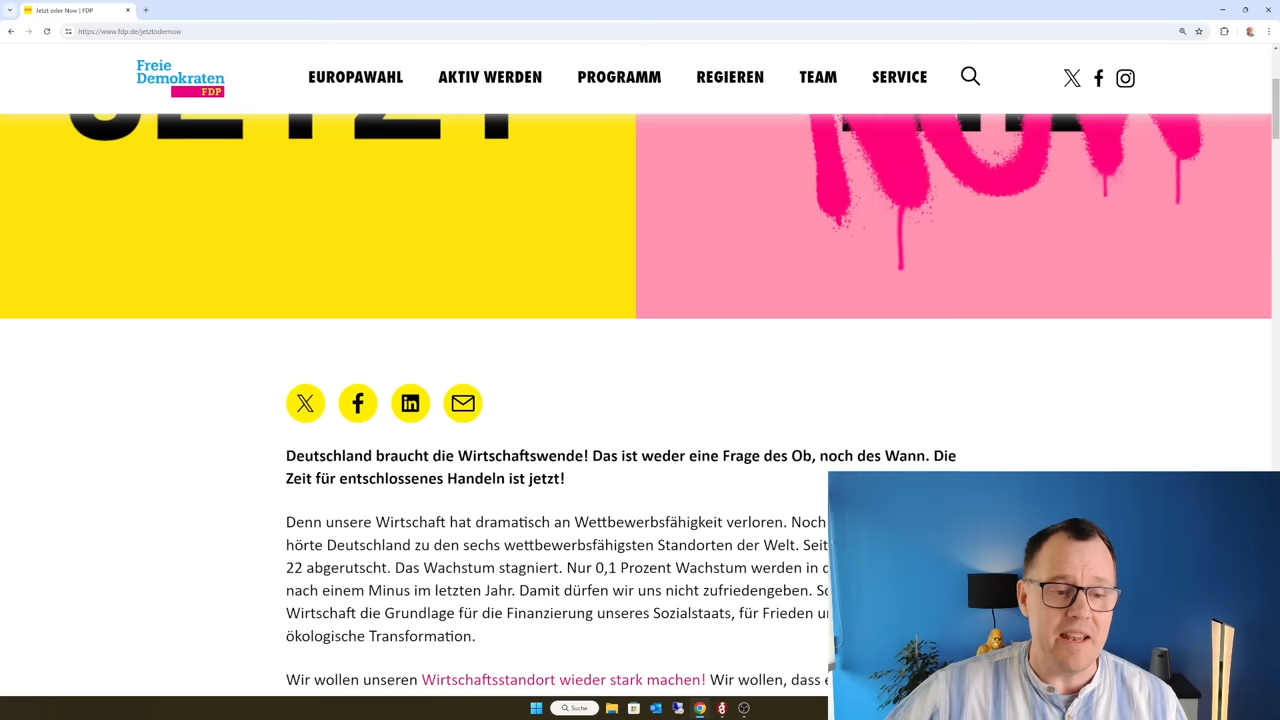 Jetzt oder Now | FDP
https://www.fdp.de/jetztodernow
Freie
Demokraten
FDP
EUROPAWAHL
AKTIV WERDEN
PROGRAMM
REGIEREN
TEAM
SERVICE
JETZT
NOW
Deutschland braucht die Wirtschaftswende! Das ist weder eine Frage des Ob, noch des Wann. Die
Zeit für entschlossenes Handeln ist jetzt!
Denn unsere Wirtschaft hat dramatisch an Wettbewerbsfähigkeit verloren. Noch
hörte Deutschland zu den sechs wettbewerbsfähigsten Standorten der Welt. Seit
22 abgerutscht. Das Wachstum stagniert. Nur 0,1 Prozent Wachstum werden in
nach einem Minus im letzten Jahr. Damit dürfen wir uns nicht zufriedengeben.
Wirtschaft die Grundlage für die Finanzierung unseres Sozialstaats, für Frieden
ökologische Transformation.
Wir wollen unseren Wirtschaftsstandort wieder stark machen! Wir wollen, dass
Suche